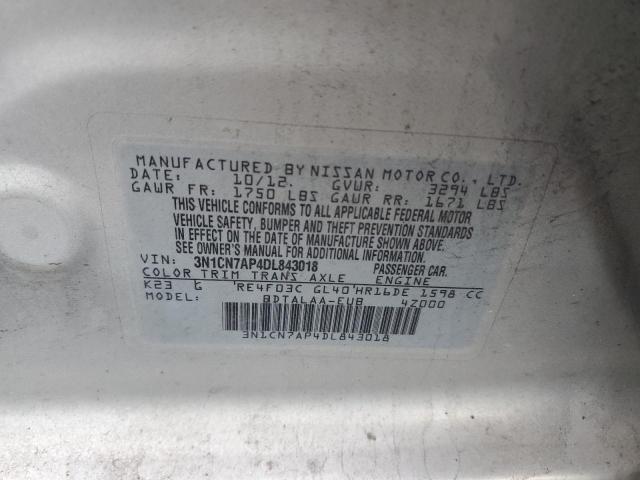 MANUFACTURED BY NISSAN MOTOR CO., LTD.
DATE: 10/12. GVWR: 3294 LBS
GAWR FR: 1750 LBS GAWR RR: 1671 LBS
THIS VEHICLE CONFORMS TO ALL APPLICABLE FEDERAL MOTOR
VEHICLE SAFETY, BUMPER AND THEFT PREVENTION STANDARDS
IN EFFECT ON THE DATE OF MANUFACTURE SHOWN ABOVE.
SEE OWNER'S MANUAL FOR ADDITIONAL INFORMATION.
VIN: 3N1CN7AP4DL843018 PASSENGER CAR.
COLOR TRIM TRANS AXLE ENGINE
K23 G RE4F03C GL40 HR16DE 1598 CC
MODEL: BDTALAA-EUB 4Z000
3N1CN7AP4DL843018